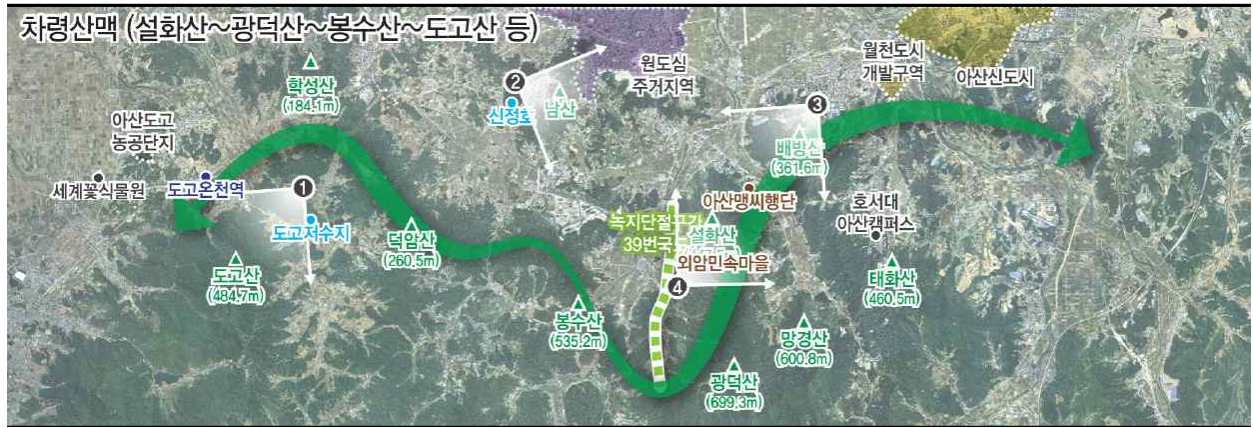 차령산맥 (설화산~광덕산~봉수산~도고산 등)
학성산
(184.1m)
아산도고
농공단지
세계꽃식물원
도고온천역
1
도고저수지
도고산
(484.7m)
덕암산
(260.5m)
2
신정호
남산
원도심
주거지역
봉수산
(535.2m)
녹지단절구간
39번국
4
설화산
외암민속마을
아산맹씨행단
3
배방산
(361.6m)
월천도시
개발구역
아산신도시
호서대
아산캠퍼스
태화산
(460.5m)
망경산
(600.8m)
광덕산
(699.3m)